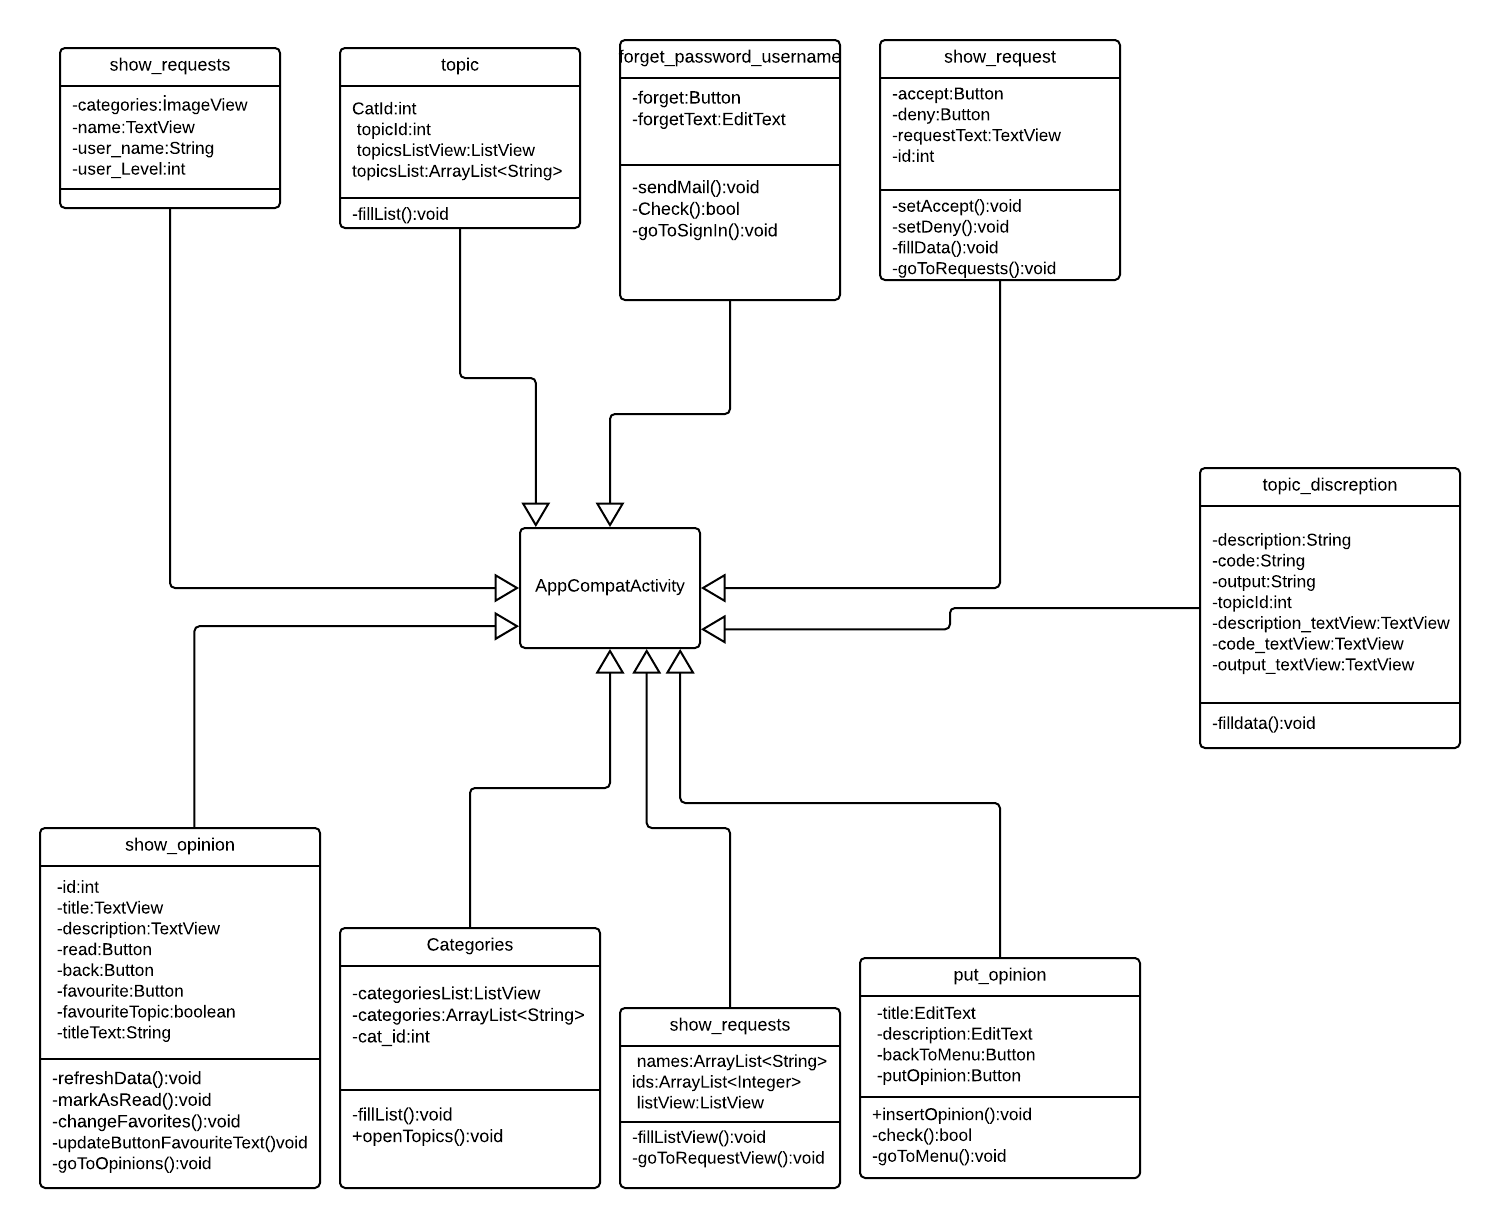 show_requests
-categories:İmageView
-name:TextView
-user_name:String
-user_Level:int
topic
CatId:int
topicId:int
topicsListView:ListView
topicsList:ArrayList<String>
-fillList():void
forget_password_username
-forget:Button
-forgetText:EditText
-sendMail():void
-Check():bool
-goToSignIn():void
show_request
-accept:Button
-deny:Button
-requestText:TextView
-id:int
-setAccept():void
-setDeny():void
-fillData():void
-goToRequests():void
AppCompatActivity
topic_discreption
-description:String
-code:String
-output:String
-topicId:int
-description_textView:TextView
-code_textView:TextView
-output_textView:TextView
-filldata():void
show_opinion
-id:int
-title:TextView
-description:TextView
-read:Button
-back:Button
-favourite:Button
-favouriteTopic:boolean
-titleText:String
-refreshData():void
-markAsRead():void
-changeFavorites():void
-updateButtonFavouriteText()void
-goToOpinions():void
Categories
-categoriesList:ListView
-categories:ArrayList<String>
-cat_id:int
-fillList():void
+openTopics():void
show_requests
names:ArrayList<String>
ids:ArrayList<Integer>
listView:ListView
-fillListView():void
-goToRequestView():void
put_opinion
-title:EditText
-description:EditText
-backToMenu:Button
-putOpinion:Button
+insertOpinion():void
-check():bool
-goToMenu():void